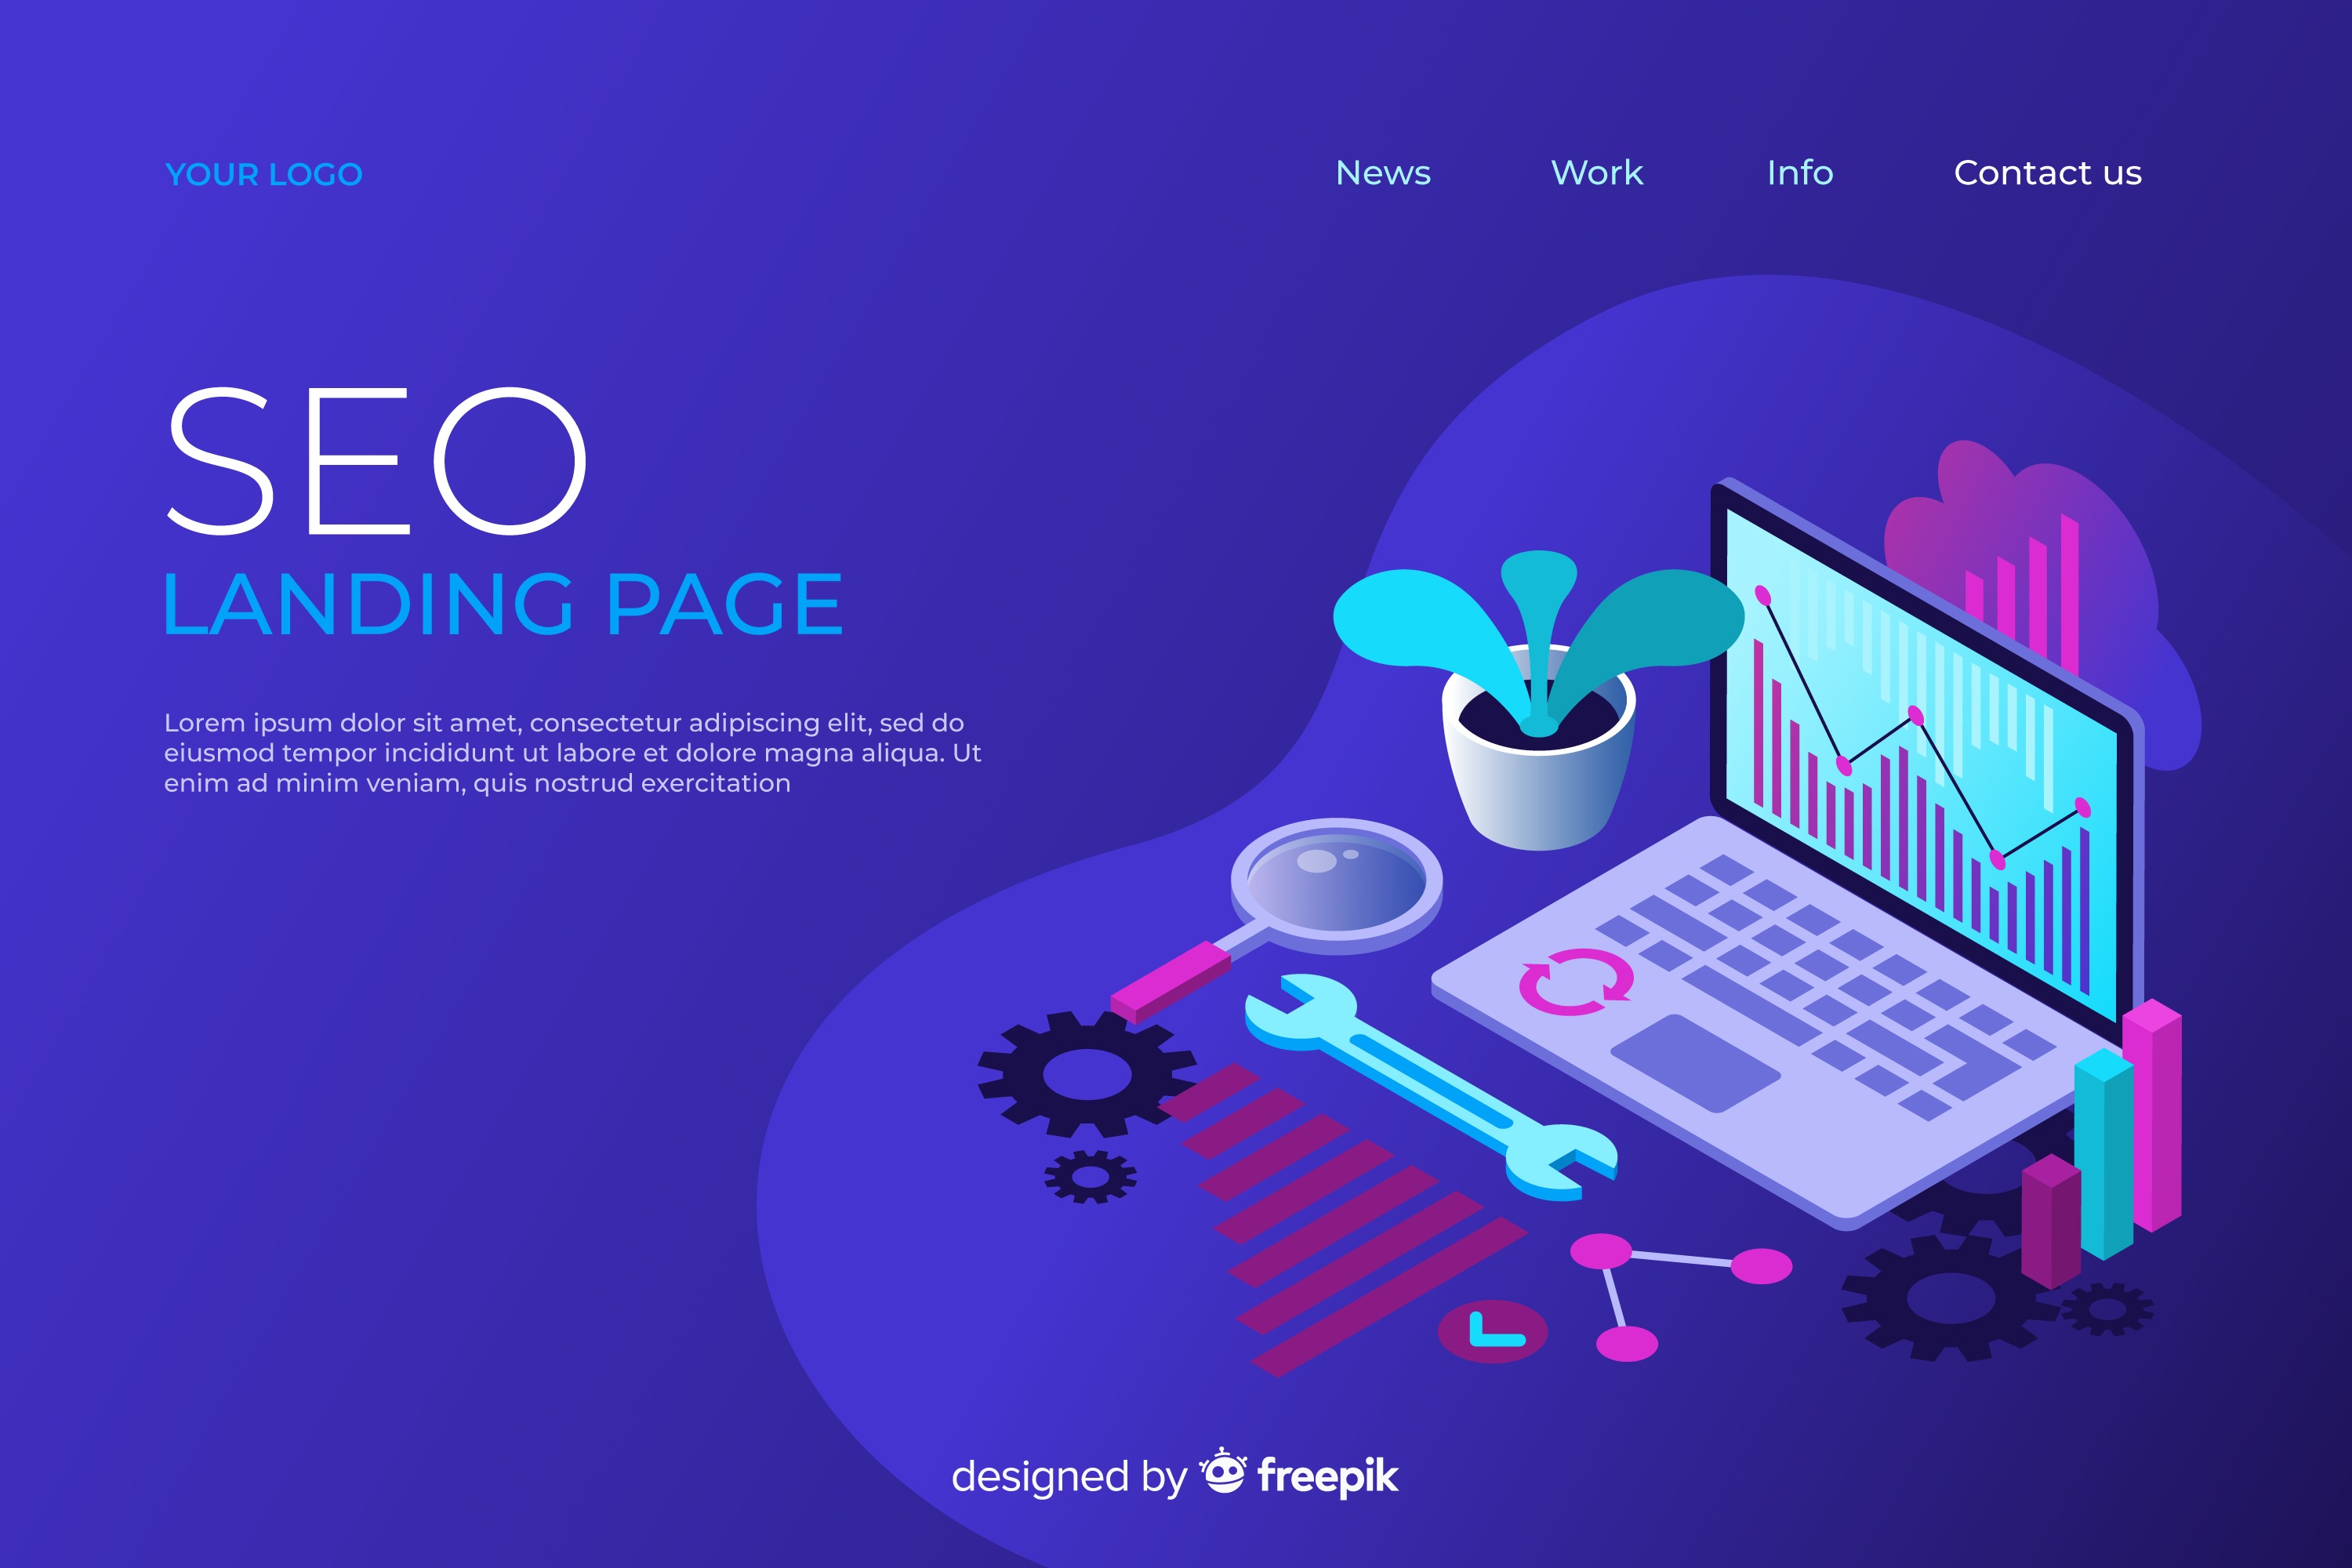 YOUR LOGO
News
Work
Info
Contact us
SEO
LANDING PAGE
Lorem ipsum dolor sit amet, consectetur adipiscing elit, sed do
eiusmod tempor incididunt ut labore et dolore magna aliqua. Ut
enim ad minim veniam, quis nostrud exercitation
designed by freepik